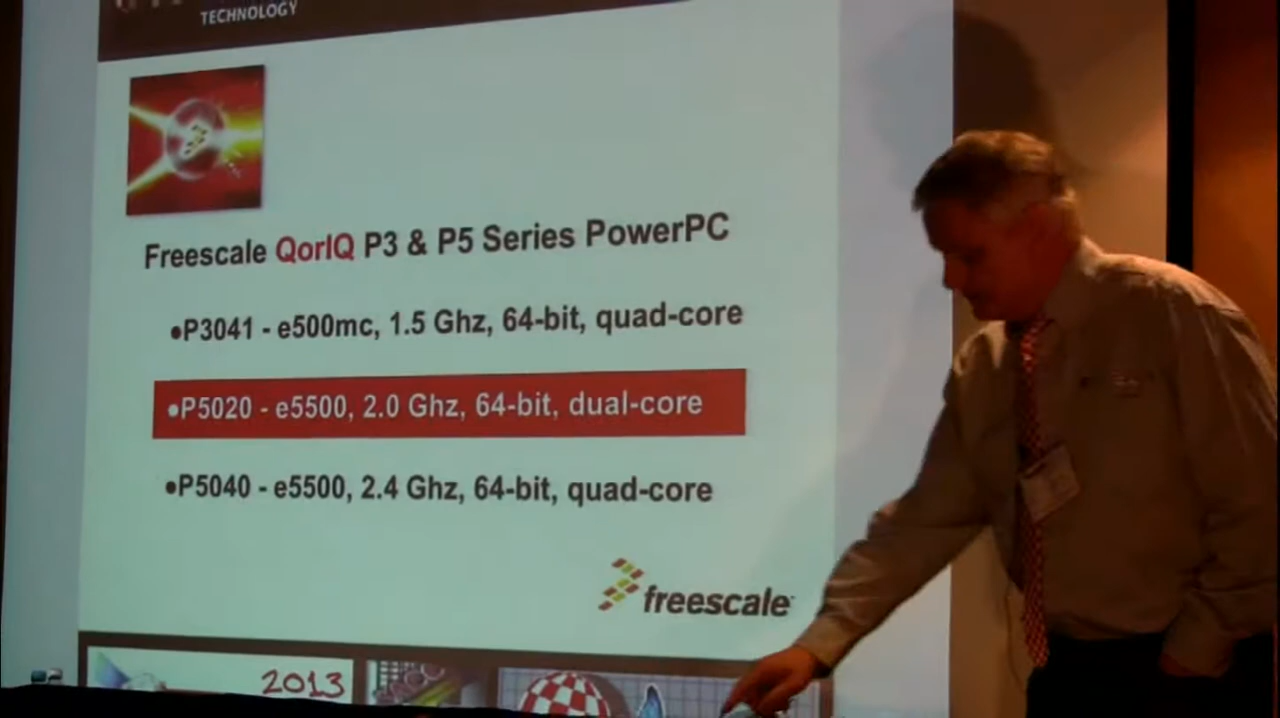 TECHNOLOGY
Freescale QorIQ P3 & P5 Series PowerPC
•P3041 - e500mc, 1.5 Ghz, 64-bit, quad-core
•P5020 - e5500, 2.0 Ghz, 64-bit, dual-core
•P5040 - e5500, 2.4 Ghz, 64-bit, quad-core
freescale
2013